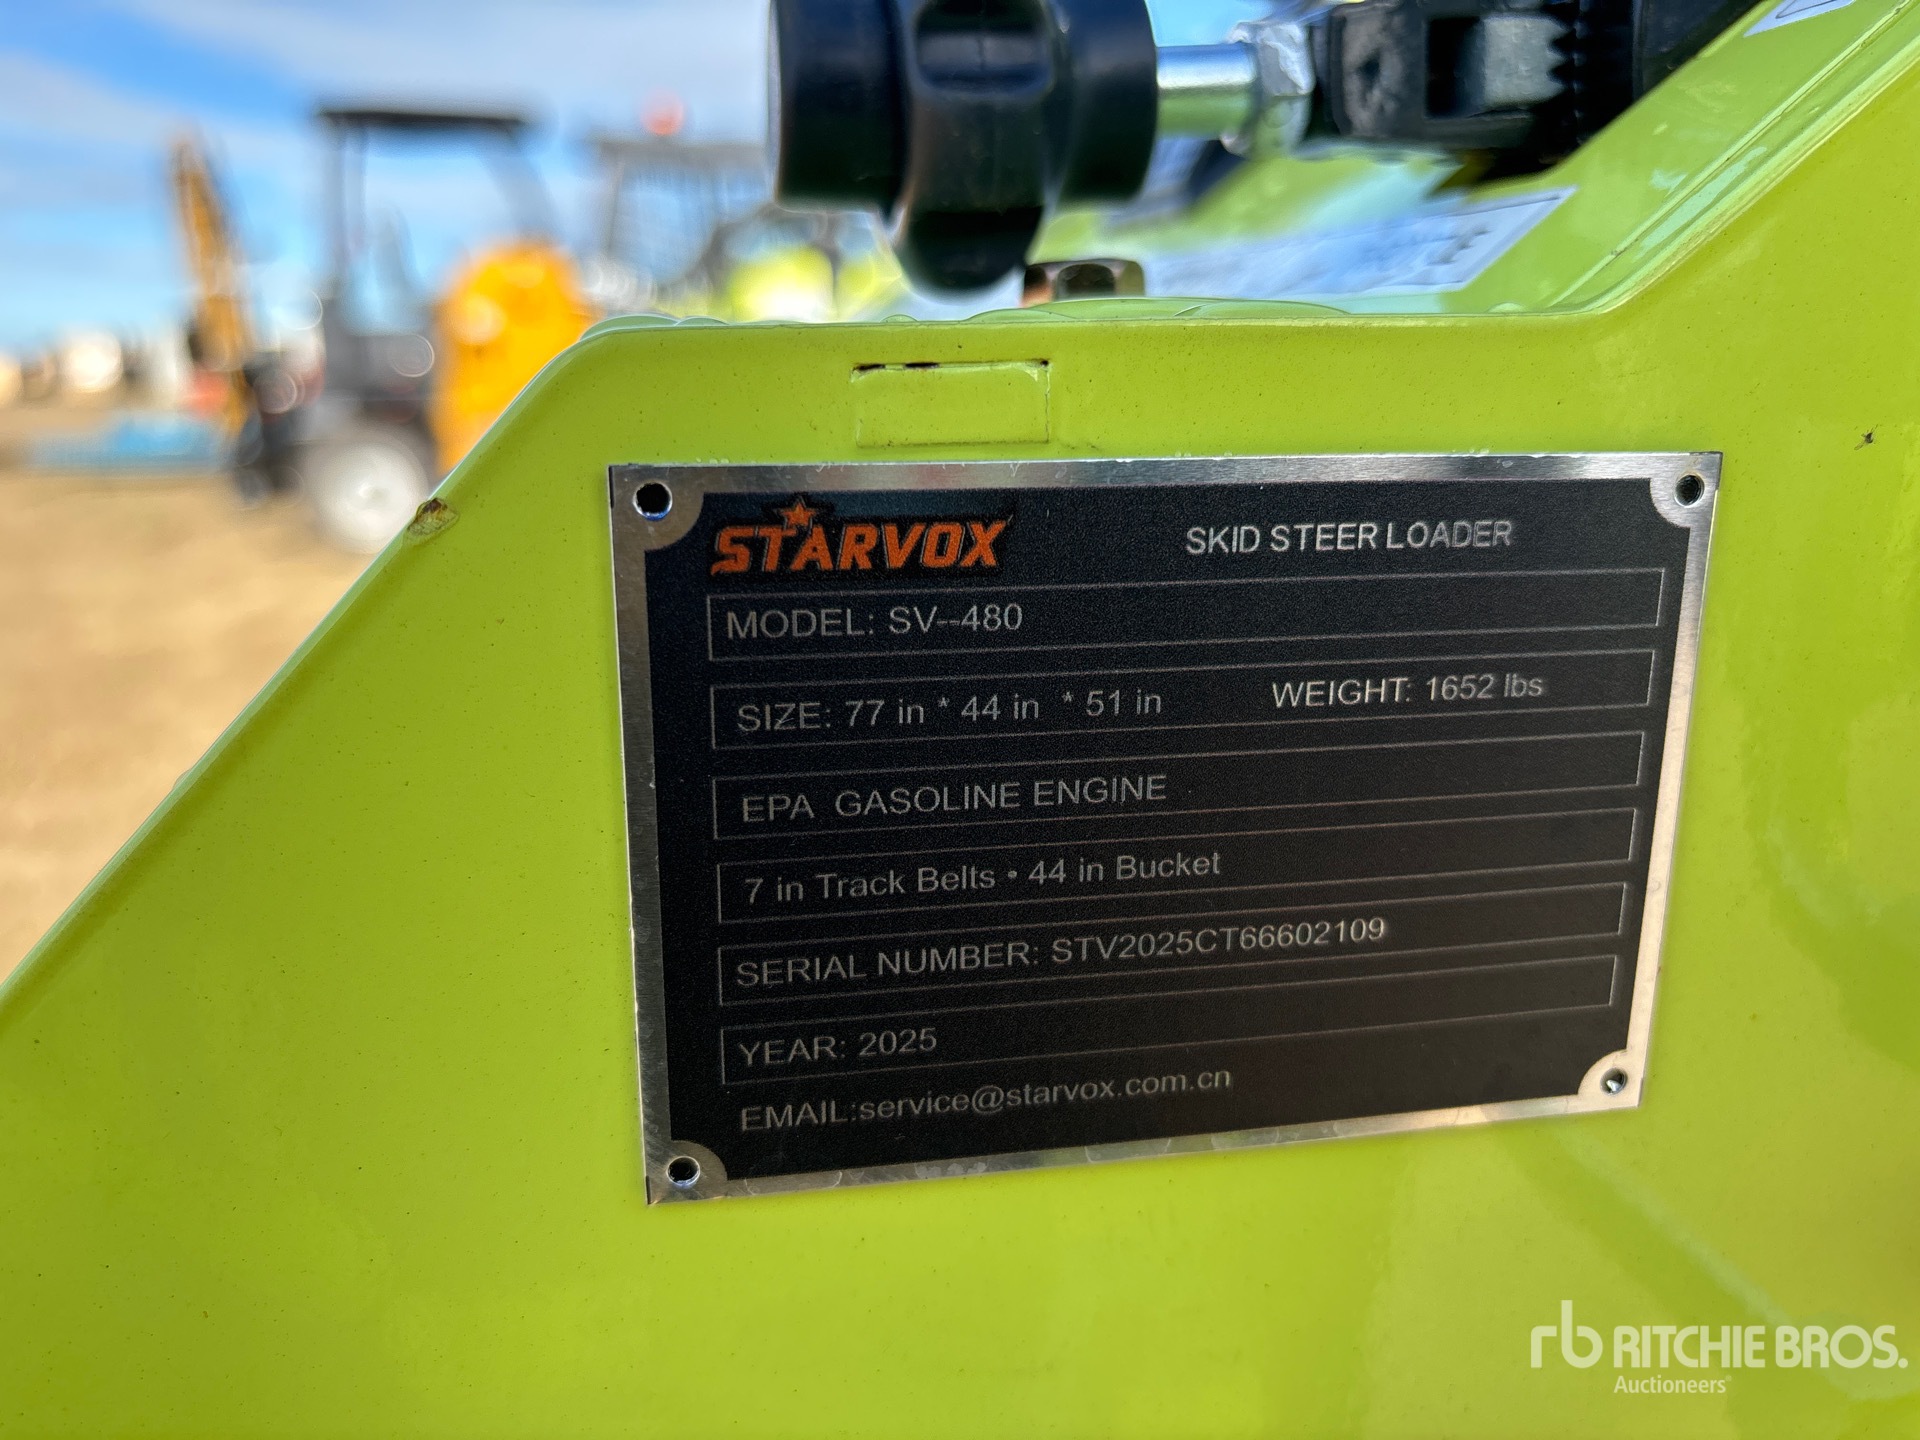 STARVOX SKID STEER LOADER
MODEL: SV--480
SIZE: 77 in * 44 in * 51 in WEIGHT: 1652 lbs
EPA GASOLINE ENGINE
7 in Track Belts • 44 in Bucket
SERIAL NUMBER: STV2025CT66602109
YEAR: 2025
EMAIL:service@starvox.com.cn
rb RITCHIE BROS.
Auctioneers